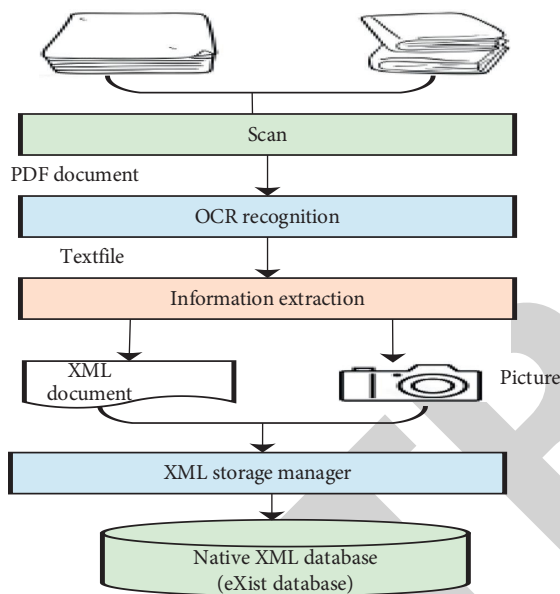 Scan
PDF document
OCR recognition
Textfile
Information extraction
XML
document
Picture
XML storage manager
Native XML database
(eXist database)